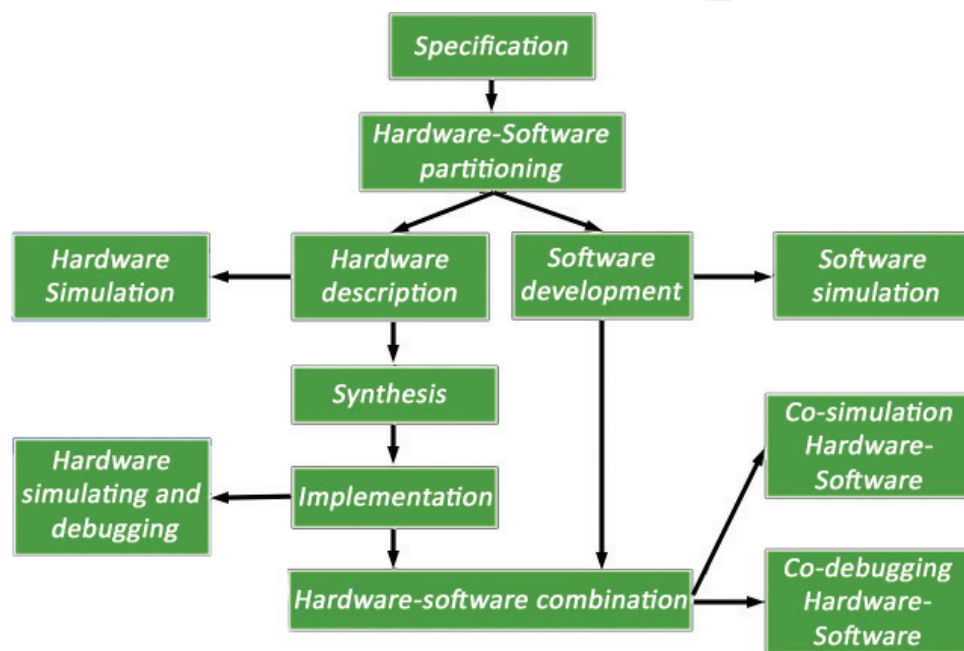 Specification
Hardware-Software
partitioning
Hardware
Simulation
Hardware
description
Software
development
Software
simulation
Synthesis
Co-simulation
Hardware-
Software
Hardware
simulating and
debugging
Implementation
Hardware-software combination
Co-debugging
Hardware-
Software